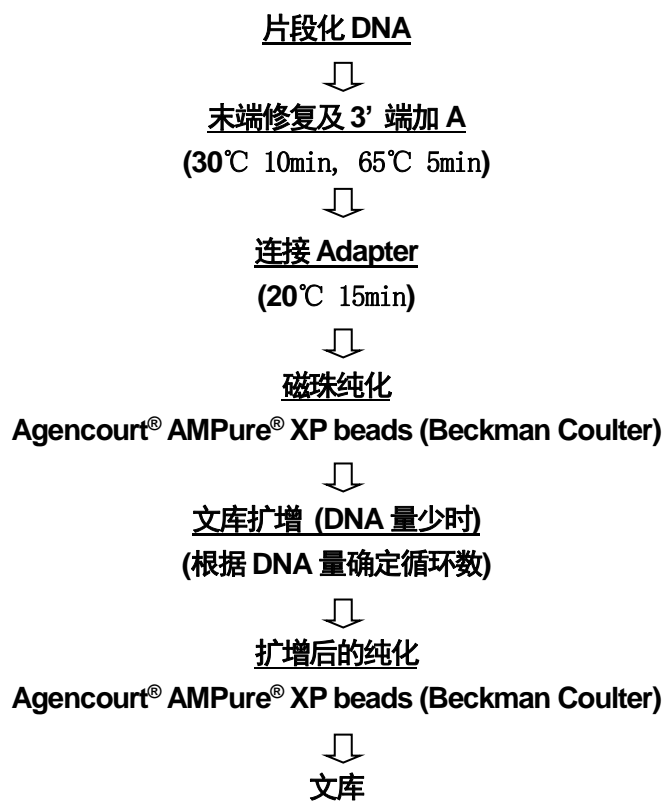 片段化 DNA
末端修复及 3’ 端加 A
(30℃ 10min, 65℃ 5min)
连接 Adapter
(20℃ 15min)
磁珠纯化
Agencourt® AMPure® XP beads (Beckman Coulter)
文库扩增 (DNA 量少时)
(根据 DNA 量确定循环数)
扩增后的纯化
Agencourt® AMPure® XP beads (Beckman Coulter)
文库